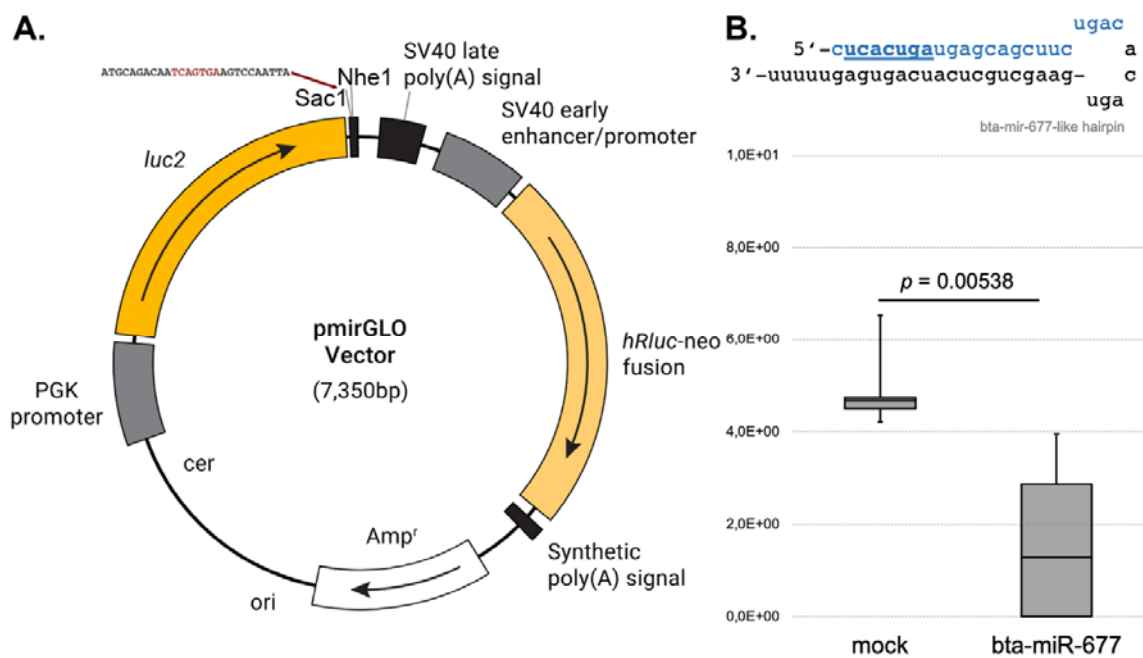 A.
ATGCAGACAATCAGTGAAGTCCAATTA
Nhe1
Sac1
SV40 late
poly(A) signal
SV40 early
enhancer/promoter
luc2
pmirGLO
Vector
(7,350bp)
hRluc-neo
fusion
PGK
promoter
cer
Ampʳ
ori
Synthetic
poly(A) signal
B.
ugac
5′-cucacugaugagcagcuuc a
3′-uuuuugagugacuacucgucgaag- c
uga
bta-mir-677-like hairpin
1,0E+01
8,0E+00
p = 0.00538
6,0E+00
4,0E+00
2,0E+00
0,0E+00
mock bta-miR-677